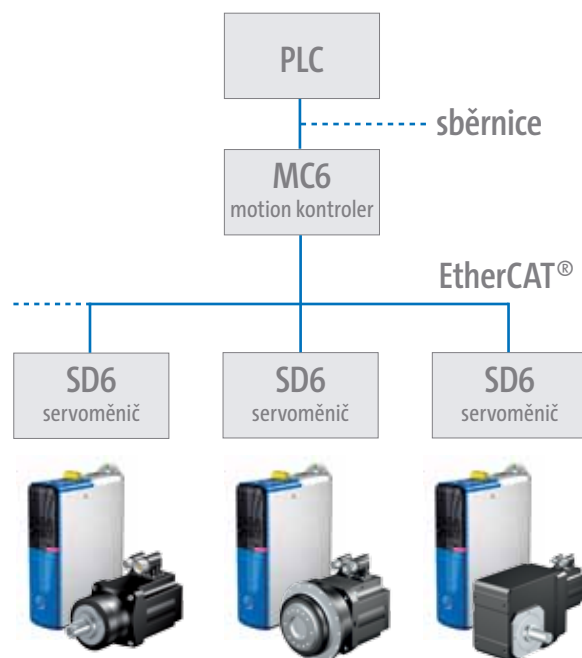 PLC
sběrnice
MC6
motion kontroler
EtherCAT®
SD6
servoměnič
SD6
servoměnič
SD6
servoměnič